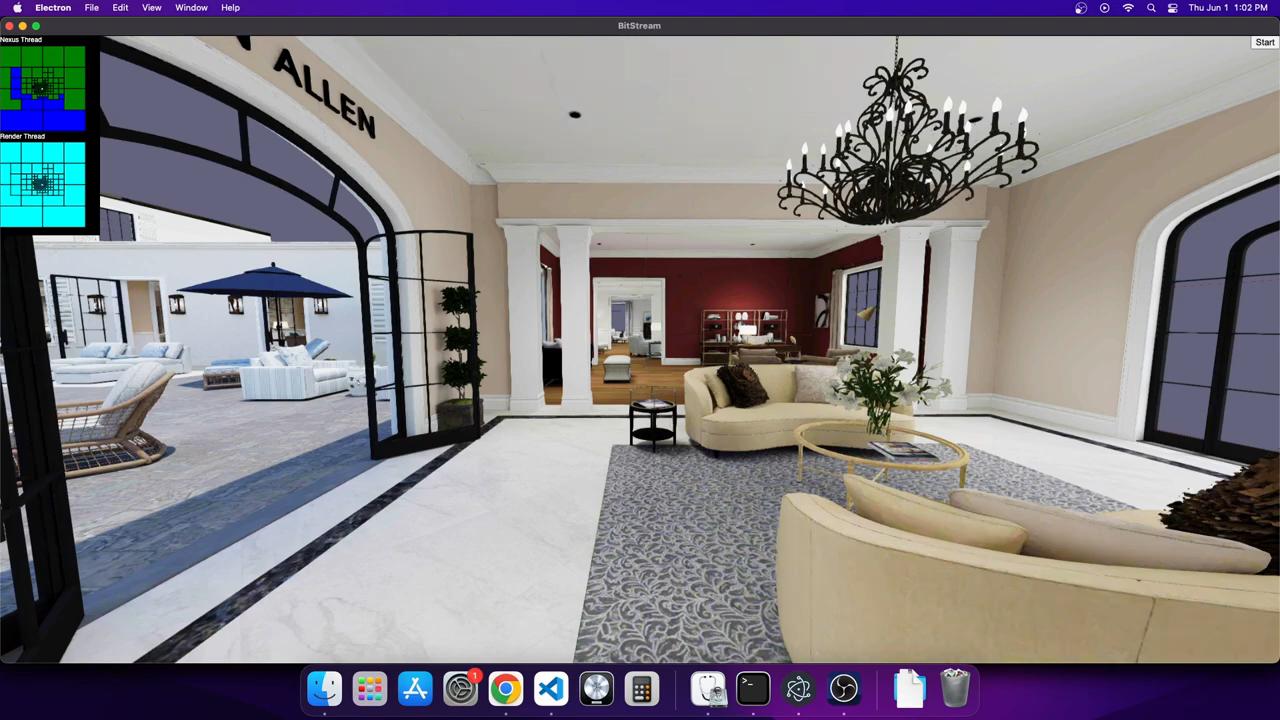 Electron File Edit View Window Help Thu Jun 1 1:02 PM
BitStream
Nexus Thread
Start
ALLEN
Render Thread
1
>_